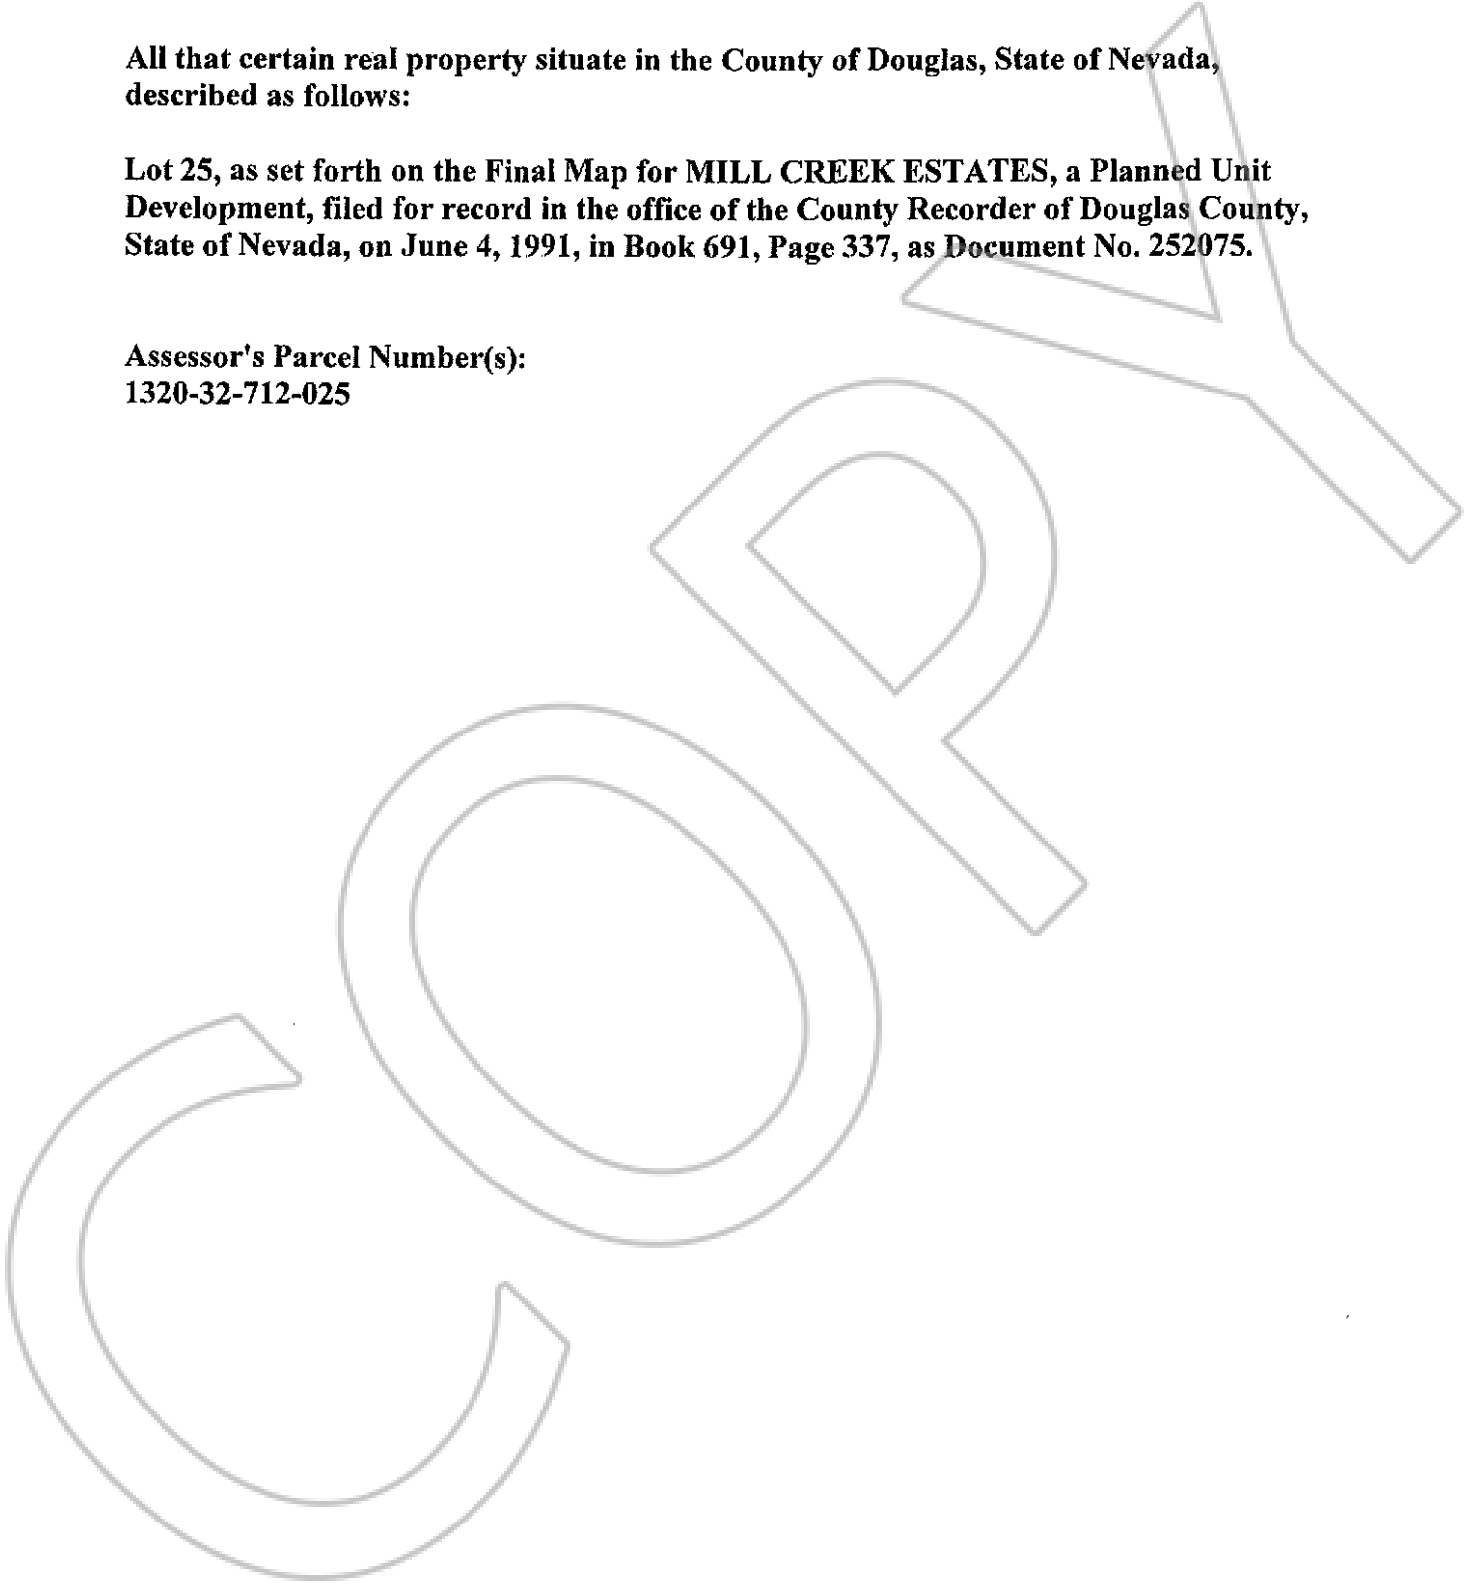 All that certain real property situate in the County of Douglas, State of Nevada,
described as follows:
Lot 25, as set forth on the Final Map for MILL CREEK ESTATES, a Planned Unit
Development, filed for record in the office of the County Recorder of Douglas County,
State of Nevada, on June 4, 1991, in Book 691, Page 337, as Document No. 252075.
Assessor's Parcel Number(s):
1320-32-712-025
COPY